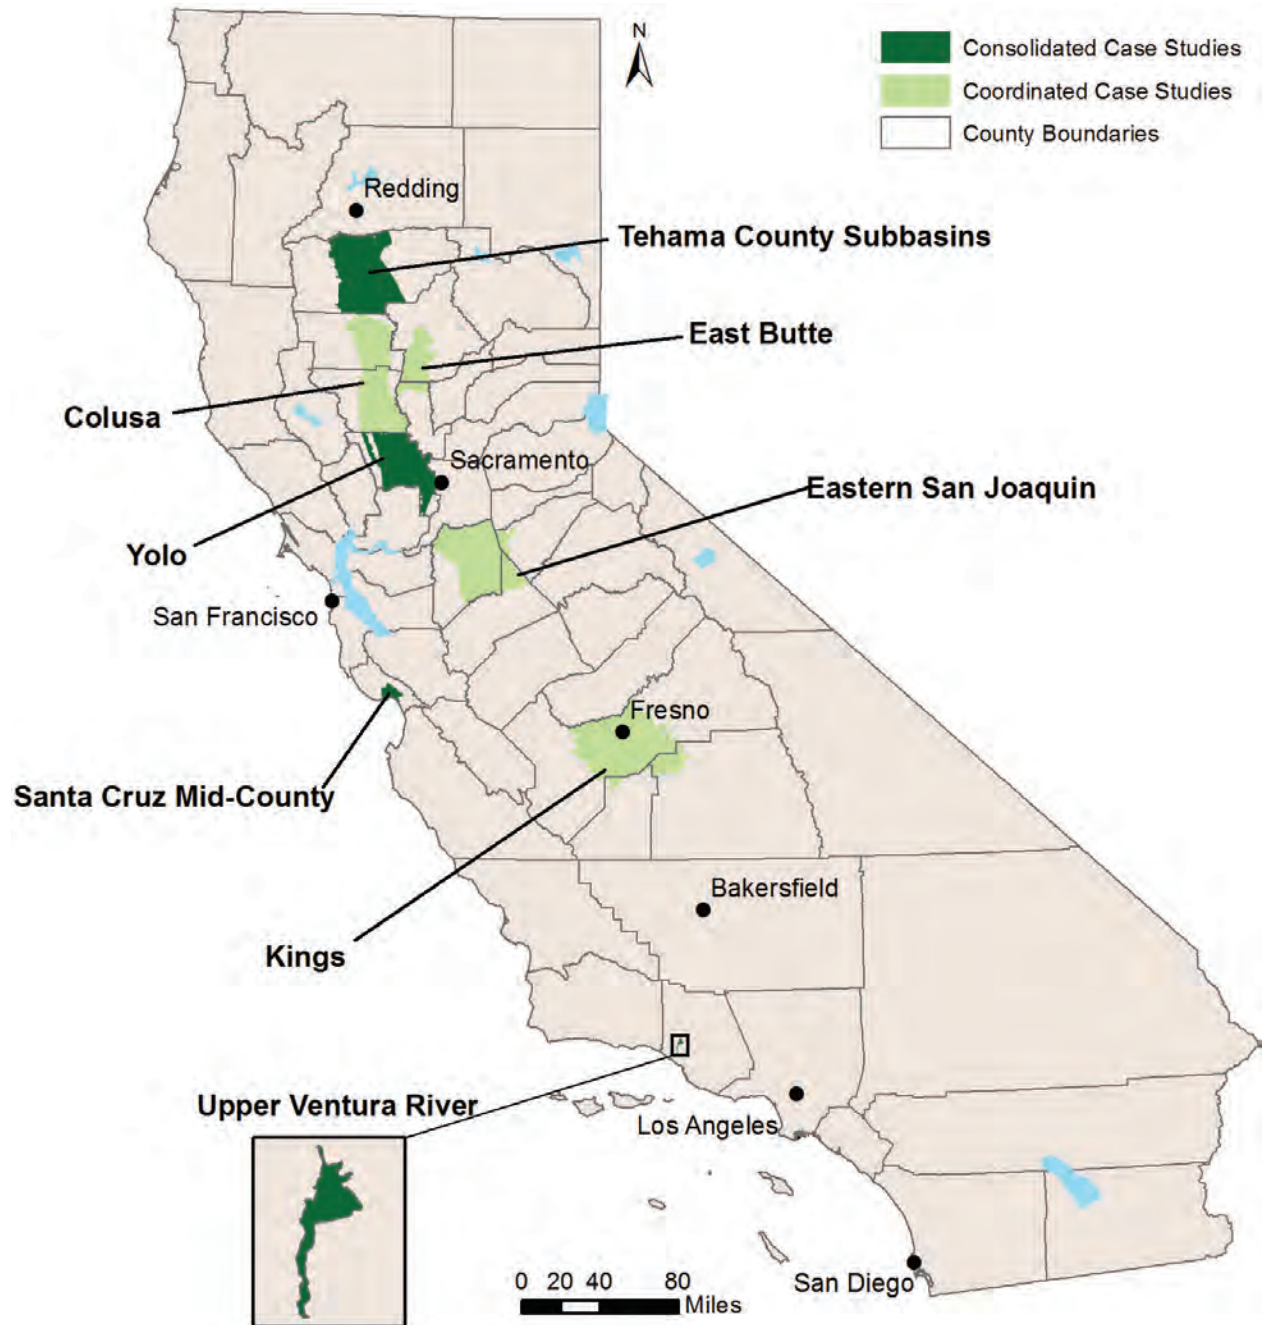 N
Consolidated Case Studies
Coordinated Case Studies
County Boundaries
Redding
Tehama County Subbasins
East Butte
Colusa
Sacramento
Eastern San Joaquin
Yolo
San Francisco
Fresno
Santa Cruz Mid-County
Bakersfield
Kings
Upper Ventura River
Los Angeles
San Diego
0 20 40 80
Miles